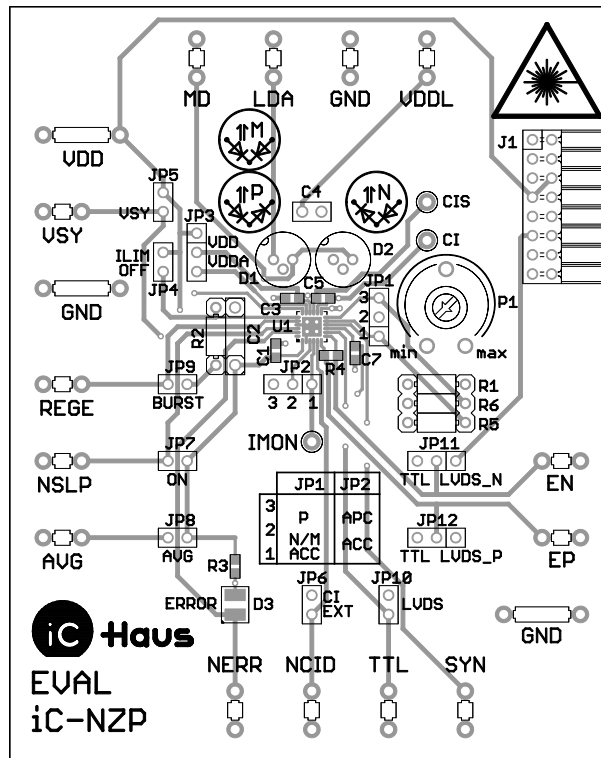 MD LDA GND VDDL
M
J1
VDD
JP5
P C4 N CIS
VSY VSY JP3
VDD CI
ILIM OFF VDDA D1 D2
JP4 C5 JP1 P1
GND C3 3
R2 C2 U1 2
C1 R4 C7 1 min max
JP9 JP2 R1
REGE BURST 3 2 1 R6
R5
JP7 IMON JP11
NSLP ON TTL LVDS_N EN
JP1 JP2
3 P APC
JP8 2 N/M JP12
AVG AVG 1 ACC ACC TTL LVDS_P EP
R3 JP6 JP10
ERROR D3 CI EXT LVDS
iC Haus GND
NERR NCID TTL SYN
EVAL
iC-NZP